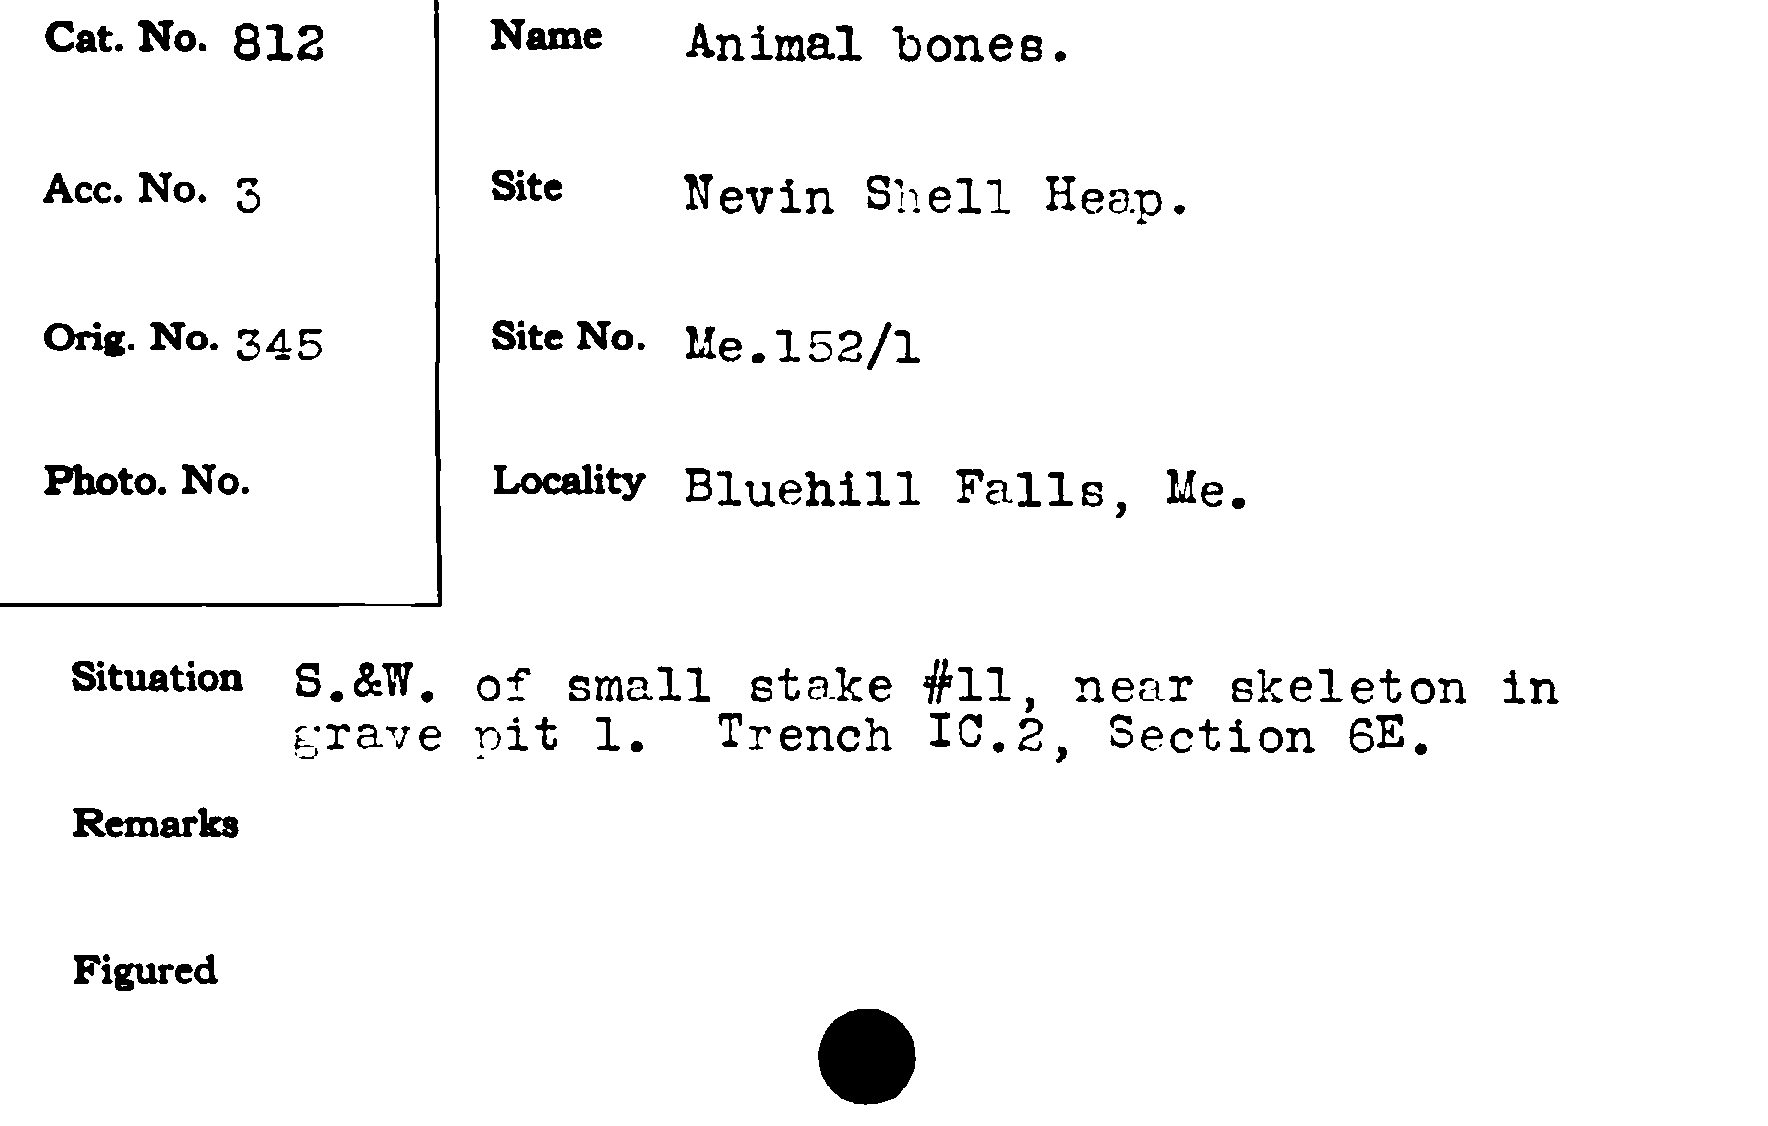 Cat. No. 812
Name Animal bones.
Acc. No. 3
Site Nevin Shell Heap.
Orig. No. 345
Site No. Me.152/1
Photo. No.
Locality Bluehill Falls, Me.
Situation S.&W. of small stake #11, near skeleton in
grave pit 1. Trench IC.2, Section 6E.
Remarks
Figured